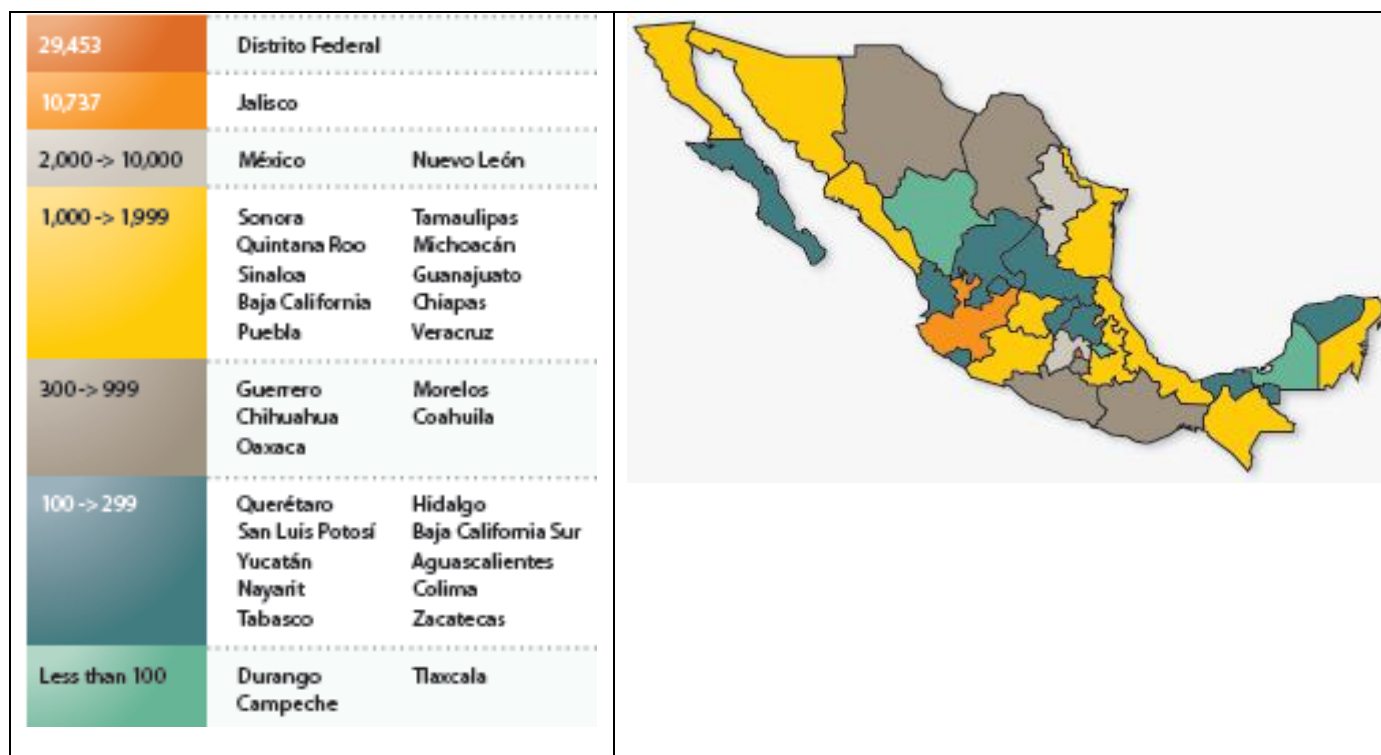 29,453 Distrito Federal
10,737 Jalisco
2,000 -> 10,000 México Nuevo León
1,000 -> 1,999 Sonora Tamaulipas
Quintana Roo Michoacán
Sinaloa Guanajuato
Baja California Chiapas
Puebla Veracruz
300 -> 999 Guerrero Morelos
Chihuahua Coahuila
Oaxaca
100 -> 299 Querétaro Hidalgo
San Luis Potosí Baja California Sur
Yucatán Aguascalientes
Nayarit Colima
Tabasco Zacatecas
Less than 100 Durango Tlaxcala
Campeche